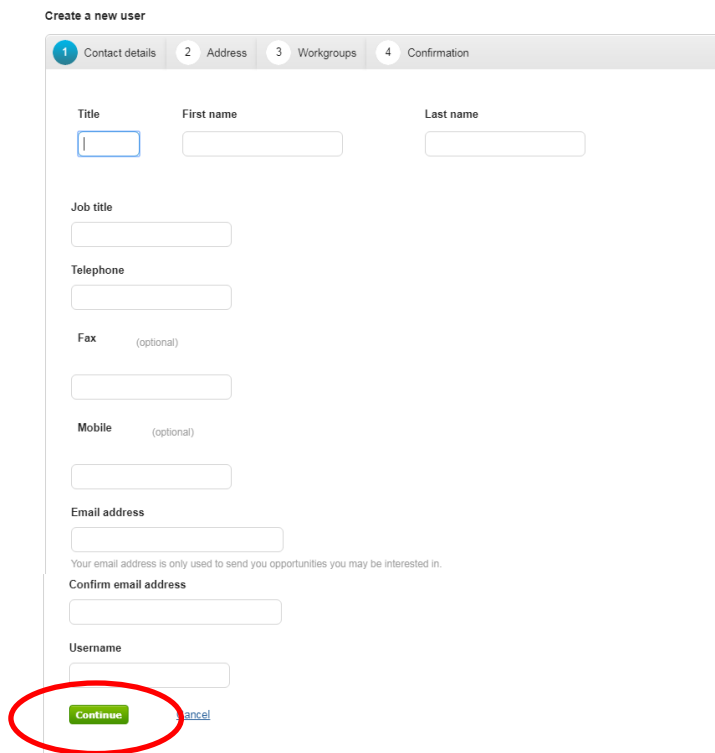 Create a new user
1 Contact details 2 Address 3 Workgroups 4 Confirmation
Title First name Last name
Job title
Telephone
Fax (optional)
Mobile (optional)
Email address
Your email address is only used to send you opportunities you may be interested in.
Confirm email address
Username
Continue Cancel